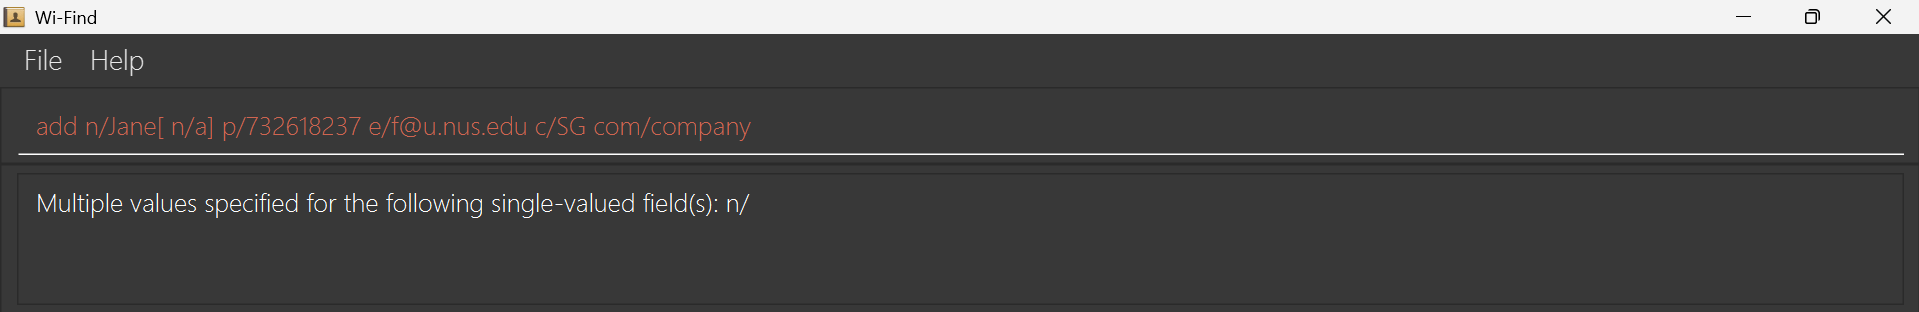 Wi-Find
File Help
add n/Jane[ n/a] p/732618237 e/f@u.nus.edu c/SG com/company
Multiple values specified for the following single-valued field(s): n/